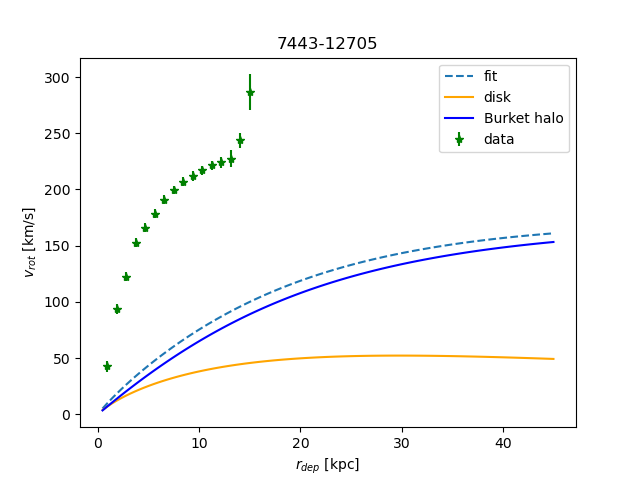 7443-12705
300
250
200
150
100
50
0
v_rot [km/s]
fit
disk
Burket halo
data
0 10 20 30 40
r_dep [kpc]